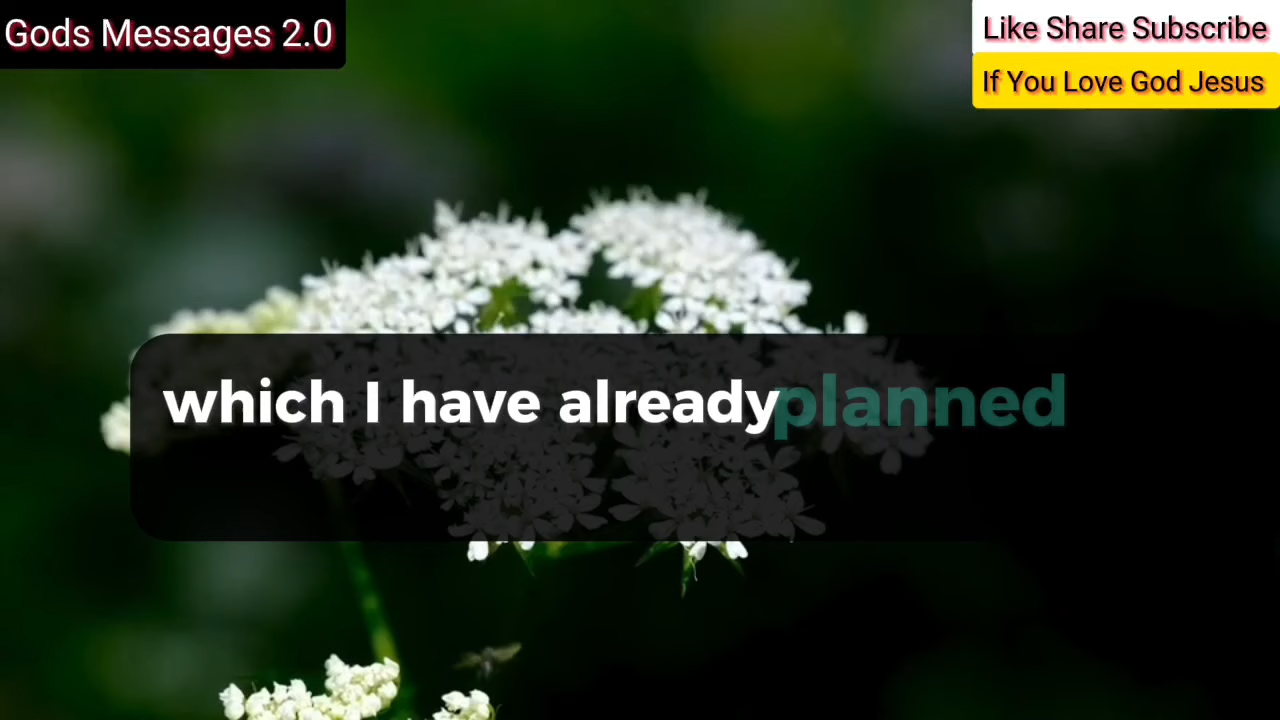 Gods Messages 2.0
Like Share Subscribe
If You Love God Jesus
which I have already planned